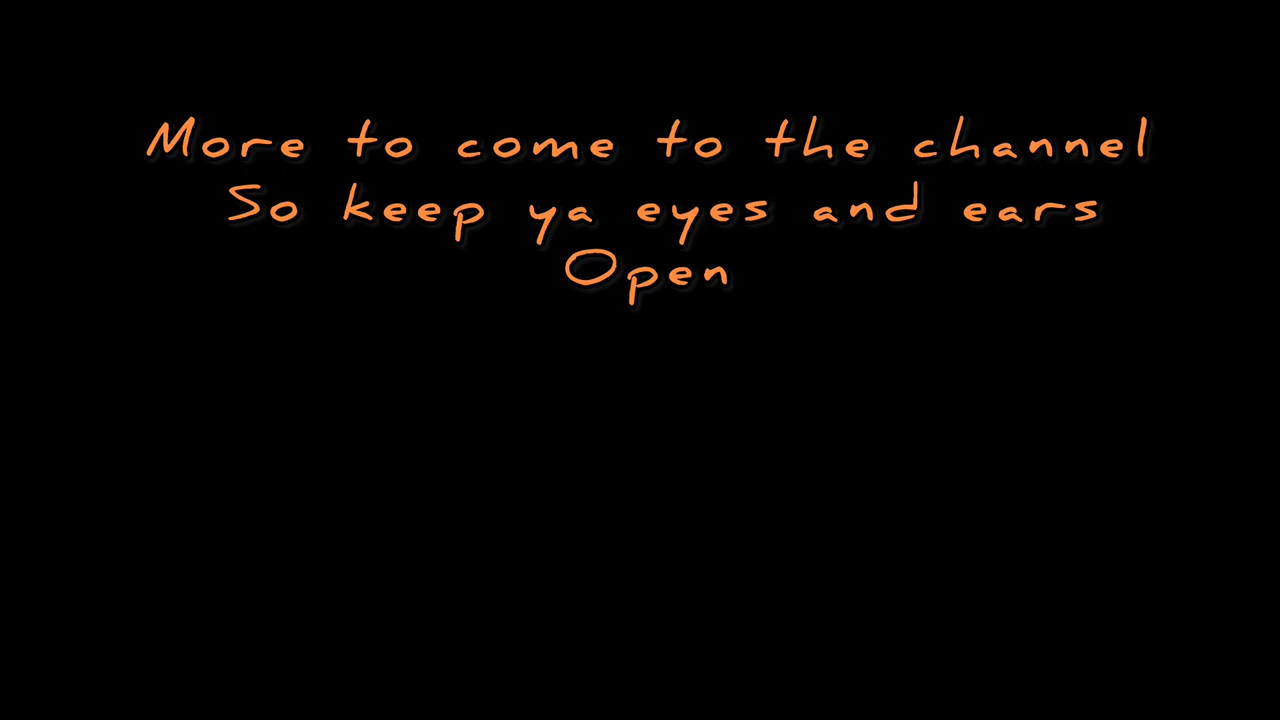 More to come to the channel
So keep ya eyes and ears
Open